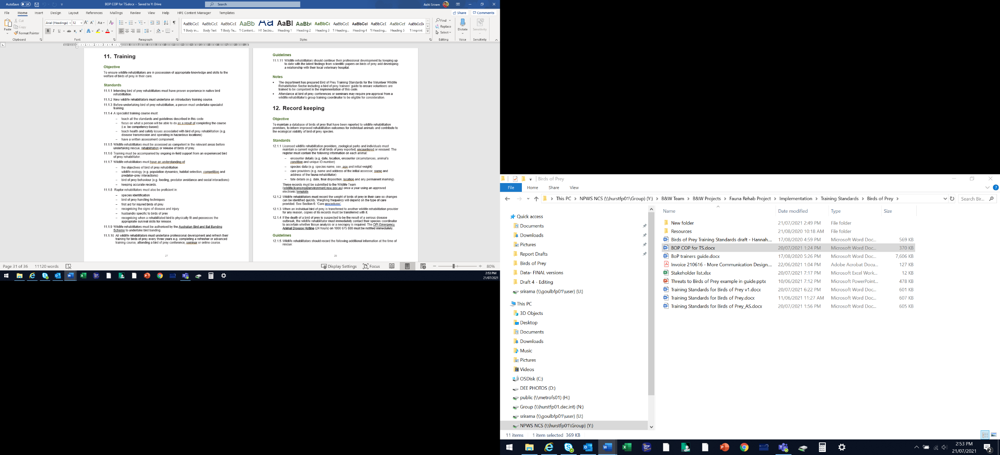 AutoSave Off
BOP COP for TS.docx - Saved to Y: Drive
Search
Aditi Sriram
File Home Insert Design Layout References Mailings Review View Help HPE Content Manager Templates
Share Comments
Paste
Cut
Copy
Format Painter
Clipboard
Arial (Headings) 12
Font
Paragraph
AaBbCcI AaBbCcI AaBbCcI AaBb Aa AaBl AaBb AaBbCc AaBbCcI AaBbCcI AaBbCcI AaBbCcI AaBbCcDc
¶ Body in... Body Text ¶ Body Te... ¶ Content... H1 Sectio... Heading 1 Heading 2 Heading 3 ¶ Heading... Heading 4 ¶ Heading... Heading 5 ¶ Imprint
Styles
Find
Replace
Select
Editing
Dictate
Voice
Sensitivity
Sensitivity
11. Training
Objective
To ensure wildlife rehabilitators are in possession of appropriate knowledge and skills to the
welfare of birds of prey in their care.
Standards
11.1.1 Intending bird of prey rehabilitators must have proven experience in native bird
rehabilitation.
11.1.2 New wildlife rehabilitators must undertake an introductory training course.
11.1.3 Before undertaking bird of prey rehabilitation, a person must undertake specialist
training.
11.1.4 A specialist training course must:
– teach all the standards and guidelines described in this code
– focus on what a person will be able to do as a result of completing the course
(i.e. be competency-based)
– teach health and safety issues associated with bird of prey rehabilitation (e.g.
disease transmission and operating in hazardous locations)
– have a written assessment component.
11.1.5 Wildlife rehabilitators must be assessed as competent in the relevant areas before
undertaking rescue, rehabilitation or release of birds of prey.
11.1.6 Training must be accompanied by ongoing in-field support from an experienced bird
of prey rehabilitator.
11.1.7 Wildlife rehabilitators must have an understanding of:
– the objectives of bird of prey rehabilitation
– wildlife ecology (e.g. population dynamics, habitat selection, competition and
predator–prey interactions)
– bird of prey behaviour (e.g. feeding, predator avoidance and social interactions)
– keeping accurate records.
11.1.8 Raptor rehabilitators must also be proficient in:
– species identification
– bird of prey handling techniques
– first aid for injured birds of prey
– recognising the signs of disease and injury
– husbandry specific to birds of prey
– recognising when a rehabilitated bird is physically fit and possesses the
appropriate survival skills for release.
11.1.9 Wildlife rehabilitators must be authorised by the Australian Bird and Bat Banding
Scheme to undertake bird banding.
11.1.10 All wildlife rehabilitators must undertake professional development and refresh their
training for birds of prey every three years e.g. completing a refresher or advanced
training course, attending a bird of prey conference, seminar or online course.
27
Guidelines
11.1.11 Wildlife rehabilitators should continue their professional development by keeping up
to date with the latest findings from scientific papers on birds of prey and developing
a relationship with their local veterinary hospital.
Notes
• The department has prepared Bird of Prey Training Standards for the Volunteer Wildlife
Rehabilitation Sector including a bird of prey trainers' guide to ensure volunteers are
trained to be competent in the implementation of this code.
• Attendance at bird of prey conferences or seminars may require pre-approval from a
wildlife rehabilitator's group training coordinator to be eligible for consideration.
12. Record keeping
Objective
To maintain a database of birds of prey that have been reported to wildlife rehabilitation
providers, to inform improved rehabilitation outcomes for individual animals and contribute to
the ecological viability of bird of prey species.
Standards
12.1.1 Licensed wildlife rehabilitation providers, zoological parks and individuals must
maintain a current register of all birds of prey reported, encountered or rescued. The
register must contain the following information on each animal:
– encounter details (e.g. date, location, encounter circumstances, animal's
condition and unique ID number)
– species data (e.g. species name, sex, age and initial weight)
– care providers (e.g. name and address of the initial assessor, name and
address of the fauna rehabilitator)
– fate details (e.g. date, final disposition, location and any permanent marking).
These records must be submitted to the Wildlife Team
(wildlife.licensing@environment.nsw.gov.au) once a year using an approved
electronic template.
12.1.2 Wildlife rehabilitators must record the weight of birds of prey in their care so changes
can be identified quickly. Weighing frequency will depend on the type of care
provided. See Section 6: 'Care procedures'.
12.1.3 When an individual bird of prey is transferred to another wildlife rehabilitation provider
for any reason, copies of its records must be transferred with it.
12.1.4 If the death of a bird of prey is suspected to be the result of a serious disease
outbreak, the wildlife rehabilitator must immediately contact their species coordinator
to ascertain whether tissue analysis or a necropsy is required. The DPI Emergency
Animal Disease Hotline (24 hours) on 1800 675 888 must be notified immediately.
Guidelines
12.1.5 Wildlife rehabilitators should record the following additional information at the time of
rescue:
28
Page 31 of 36 11120 words
Display Settings Focus 80%
2:53 PM
21/07/2021
Birds of Prey
File Home Share View
This PC > NPWS NCS (\\hurstfp01\Group) (Y:) > B&W Team > B&W Projects > Fauna Rehab Project > Implementation > Training Standards > Birds of Prey >
Search Bir...
Quick access
Documents
Downloads
Pictures
Report Drafts
Birds of Prey
Data- FINAL versions
Draft 4 - Editing
srirama (\\goulbfp01\user) (U:)
This PC
3D Objects
Desktop
Documents
Downloads
Music
Pictures
Videos
OSDisk (C:)
DEE PHOTOS (D:)
public (\\metrofs01) (H:)
Group (\\hurstfp01.dec.int) (N:)
srirama (\\goulbfp01\user) (U:)
NPWS NCS (\\hurstfp01\Group) (Y:)
Name Date modified Type Size
New folder 21/07/2021 2:49 PM File folder
Resources 21/08/2020 10:18 AM File folder
Birds of Prey Training Standards draft - Hannah.... 17/08/2020 4:59 PM Microsoft Word Doc... 569 KB
BOP COP for TS.docx 20/07/2021 1:24 PM Microsoft Word Doc... 370 KB
BoP trainers guide.docx 17/08/2020 5:26 PM Microsoft Word Doc... 7,606 KB
Invoice 210616 - More Communication Design.... 22/06/2021 1:04 PM Adobe Acrobat Docu... 127 KB
Stakeholder list.xlsx 20/07/2021 7:17 PM Microsoft Excel Work... 12 KB
Threats to Birds of Prey example in guide.pptx 10/06/2021 7:12 PM Microsoft PowerPoint... 478 KB
Training Standards for Birds of Prey v1.docx 20/07/2021 6:22 PM Microsoft Word Doc... 601 KB
Training Standards for Birds of Prey.docx 11/06/2021 11:27 AM Microsoft Word Doc... 607 KB
Training Standards for Birds of Prey_AS.docx 20/07/2021 1:56 PM Microsoft Word Doc... 605 KB
11 items 1 item selected 369 KB
2:53 PM
21/07/2021
2